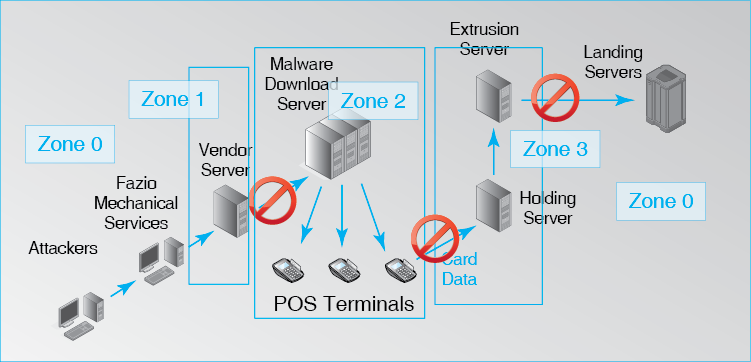 Extrusion
Server
Landing
Servers
Malware
Download
Server
Zone 1
Zone 2
Zone 0
Vendor
Server
Zone 3
Fazio
Mechanical
Services
Holding
Server
Zone 0
Attackers
Card
Data
POS Terminals